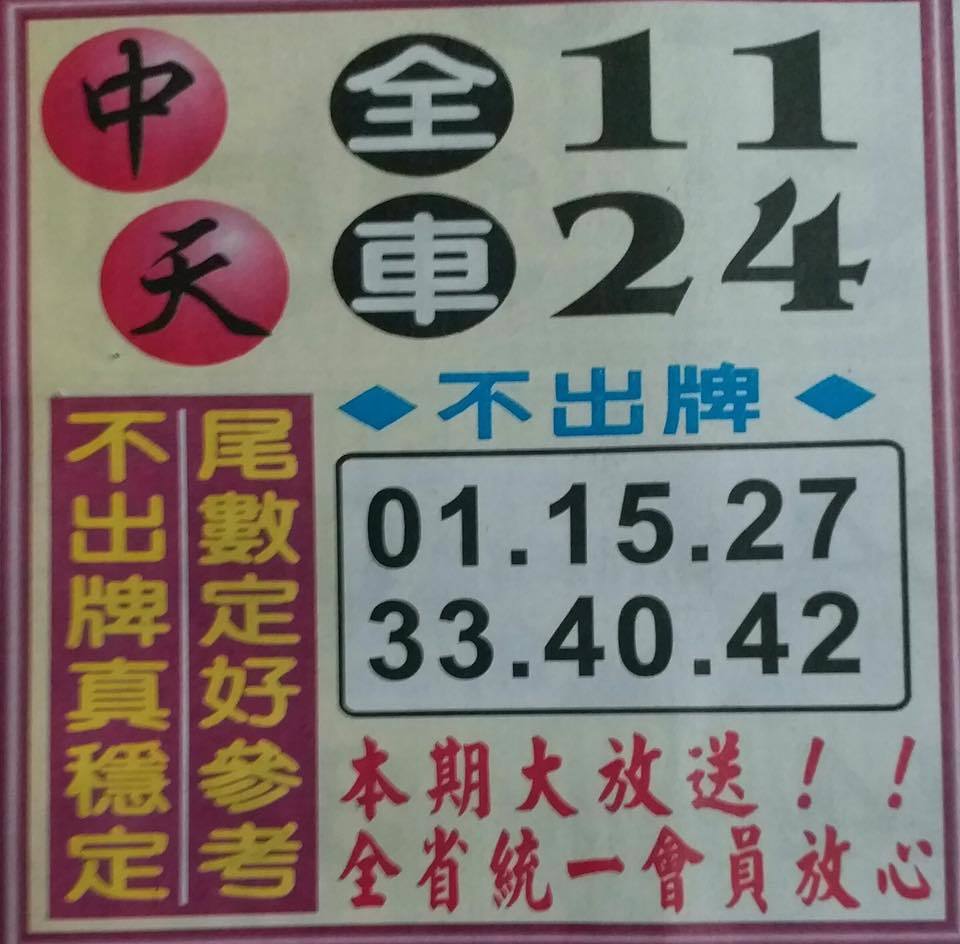 中天
全車
11
24
不出牌
01.15.27
33.40.42
尾數定好參考
不出牌真穩定
本期大放送！！
全省統一會員放心